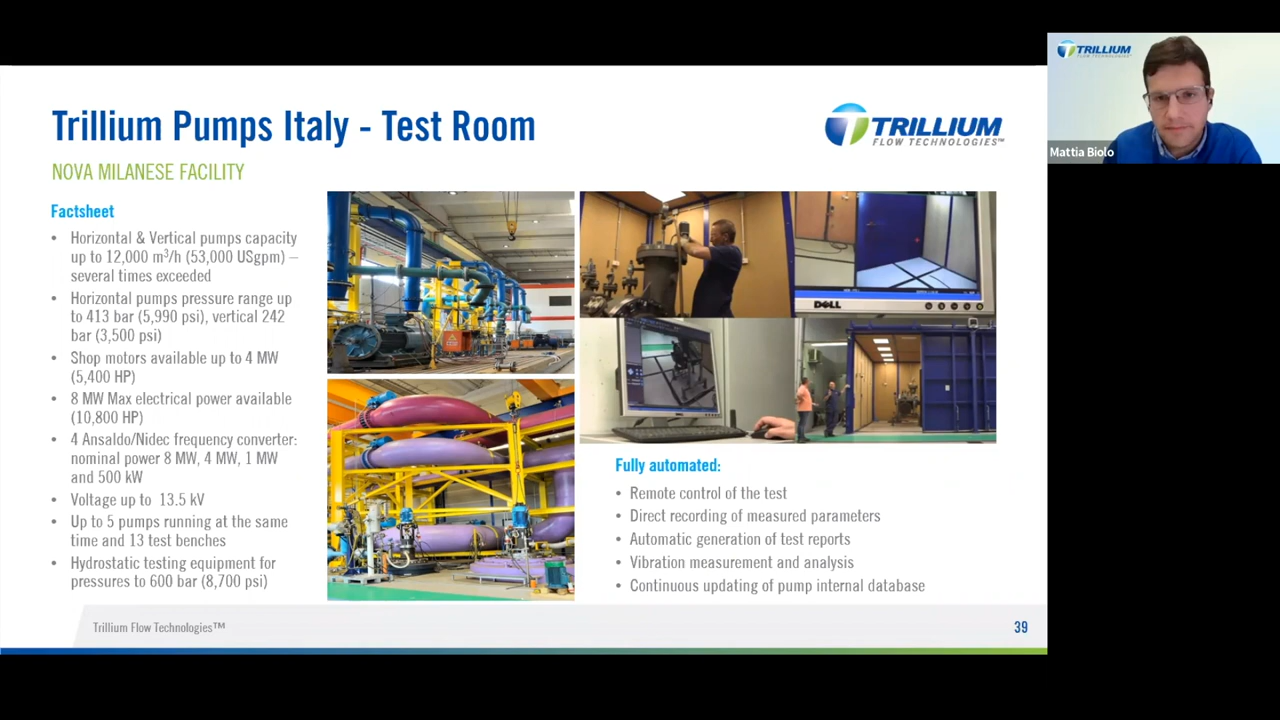 Trillium Pumps Italy - Test Room
NOVA MILANESE FACILITY
TRILLIUM
FLOW TECHNOLOGIES™
Factsheet
• Horizontal & Vertical pumps capacity
up to 12,000 m³/h (53,000 USgpm) –
several times exceeded
• Horizontal pumps pressure range up
to 413 bar (5,990 psi), vertical 242
bar (3,500 psi)
• Shop motors available up to 4 MW
(5,400 HP)
• 8 MW Max electrical power available
(10,800 HP)
• 4 Ansaldo/Nidec frequency converter:
nominal power 8 MW, 4 MW, 1 MW
and 500 kW
• Voltage up to 13.5 kV
• Up to 5 pumps running at the same
time and 13 test benches
• Hydrostatic testing equipment for
pressures to 600 bar (8,700 psi)
DELL
Fully automated:
• Remote control of the test
• Direct recording of measured parameters
• Automatic generation of test reports
• Vibration measurement and analysis
• Continuous updating of pump internal database
Trillium Flow Technologies™
39
TRILLIUM
FLOW TECHNOLOGIES
Mattia Biolo